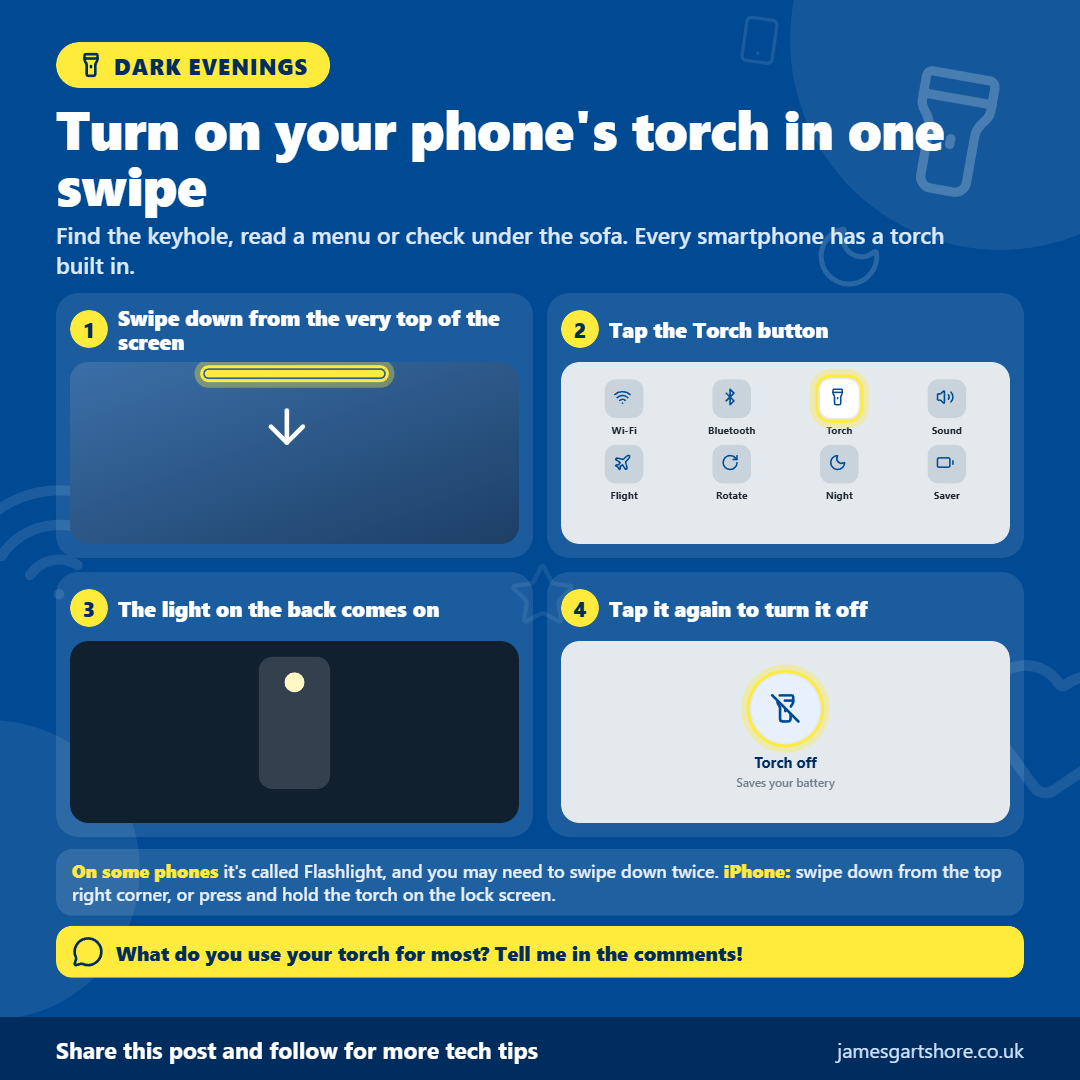 DARK EVENINGS
Turn on your phone's torch in one
swipe
Find the keyhole, read a menu or check under the sofa. Every smartphone has a torch
built in.
1 Swipe down from the very top of the
screen
2 Tap the Torch button
Wi-Fi Bluetooth Torch Sound
Flight Rotate Night Saver
3 The light on the back comes on
4 Tap it again to turn it off
Torch off
Saves your battery
On some phones it's called Flashlight, and you may need to swipe down twice. iPhone: swipe down from the top
right corner, or press and hold the torch on the lock screen.
What do you use your torch for most? Tell me in the comments!
Share this post and follow for more tech tips
jamesgartshore.co.uk